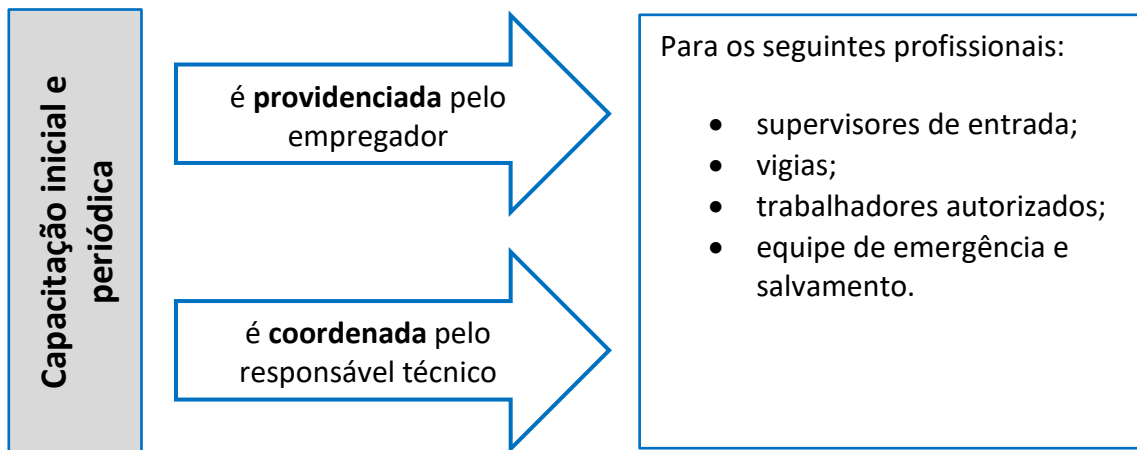 Capacitação inicial e
periódica
é providenciada pelo
empregador
é coordenada pelo
responsável técnico
Para os seguintes profissionais:
• supervisores de entrada;
• vigias;
• trabalhadores autorizados;
• equipe de emergência e
salvamento.